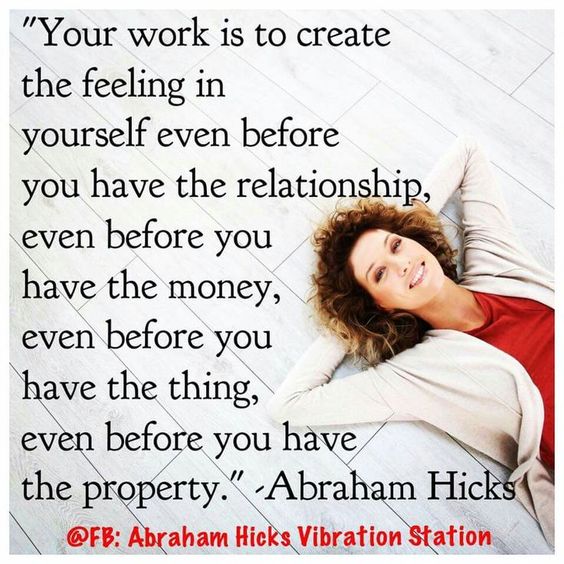 "Your work is to create
the feeling in
yourself even before
you have the relationship,
even before you
have the money,
even before you
have the thing,
even before you have
the property." -Abraham Hicks
@FB: Abraham Hicks Vibration Station